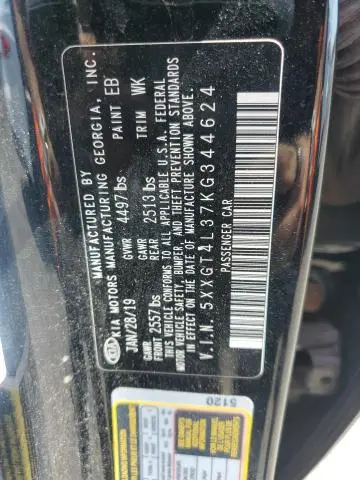 MANUFACTURED BY
KIA MOTORS MANUFACTURING GEORGIA, INC.
JAN/28/19 GVWR 4497lbs PAINT EB
GAWR FRONT 2557lbs GAWR REAR 2513lbs TRIM WK
THIS VEHICLE CONFORMS TO ALL APPLICABLE U.S.A. FEDERAL
MOTOR VEHICLE SAFETY, BUMPER, AND THEFT PREVENTION STANDARDS
IN EFFECT ON THE DATE OF MANUFACTURE SHOWN ABOVE.
V.I.N: 5XXGT4L37KG344624
PASSENGER CAR
5120